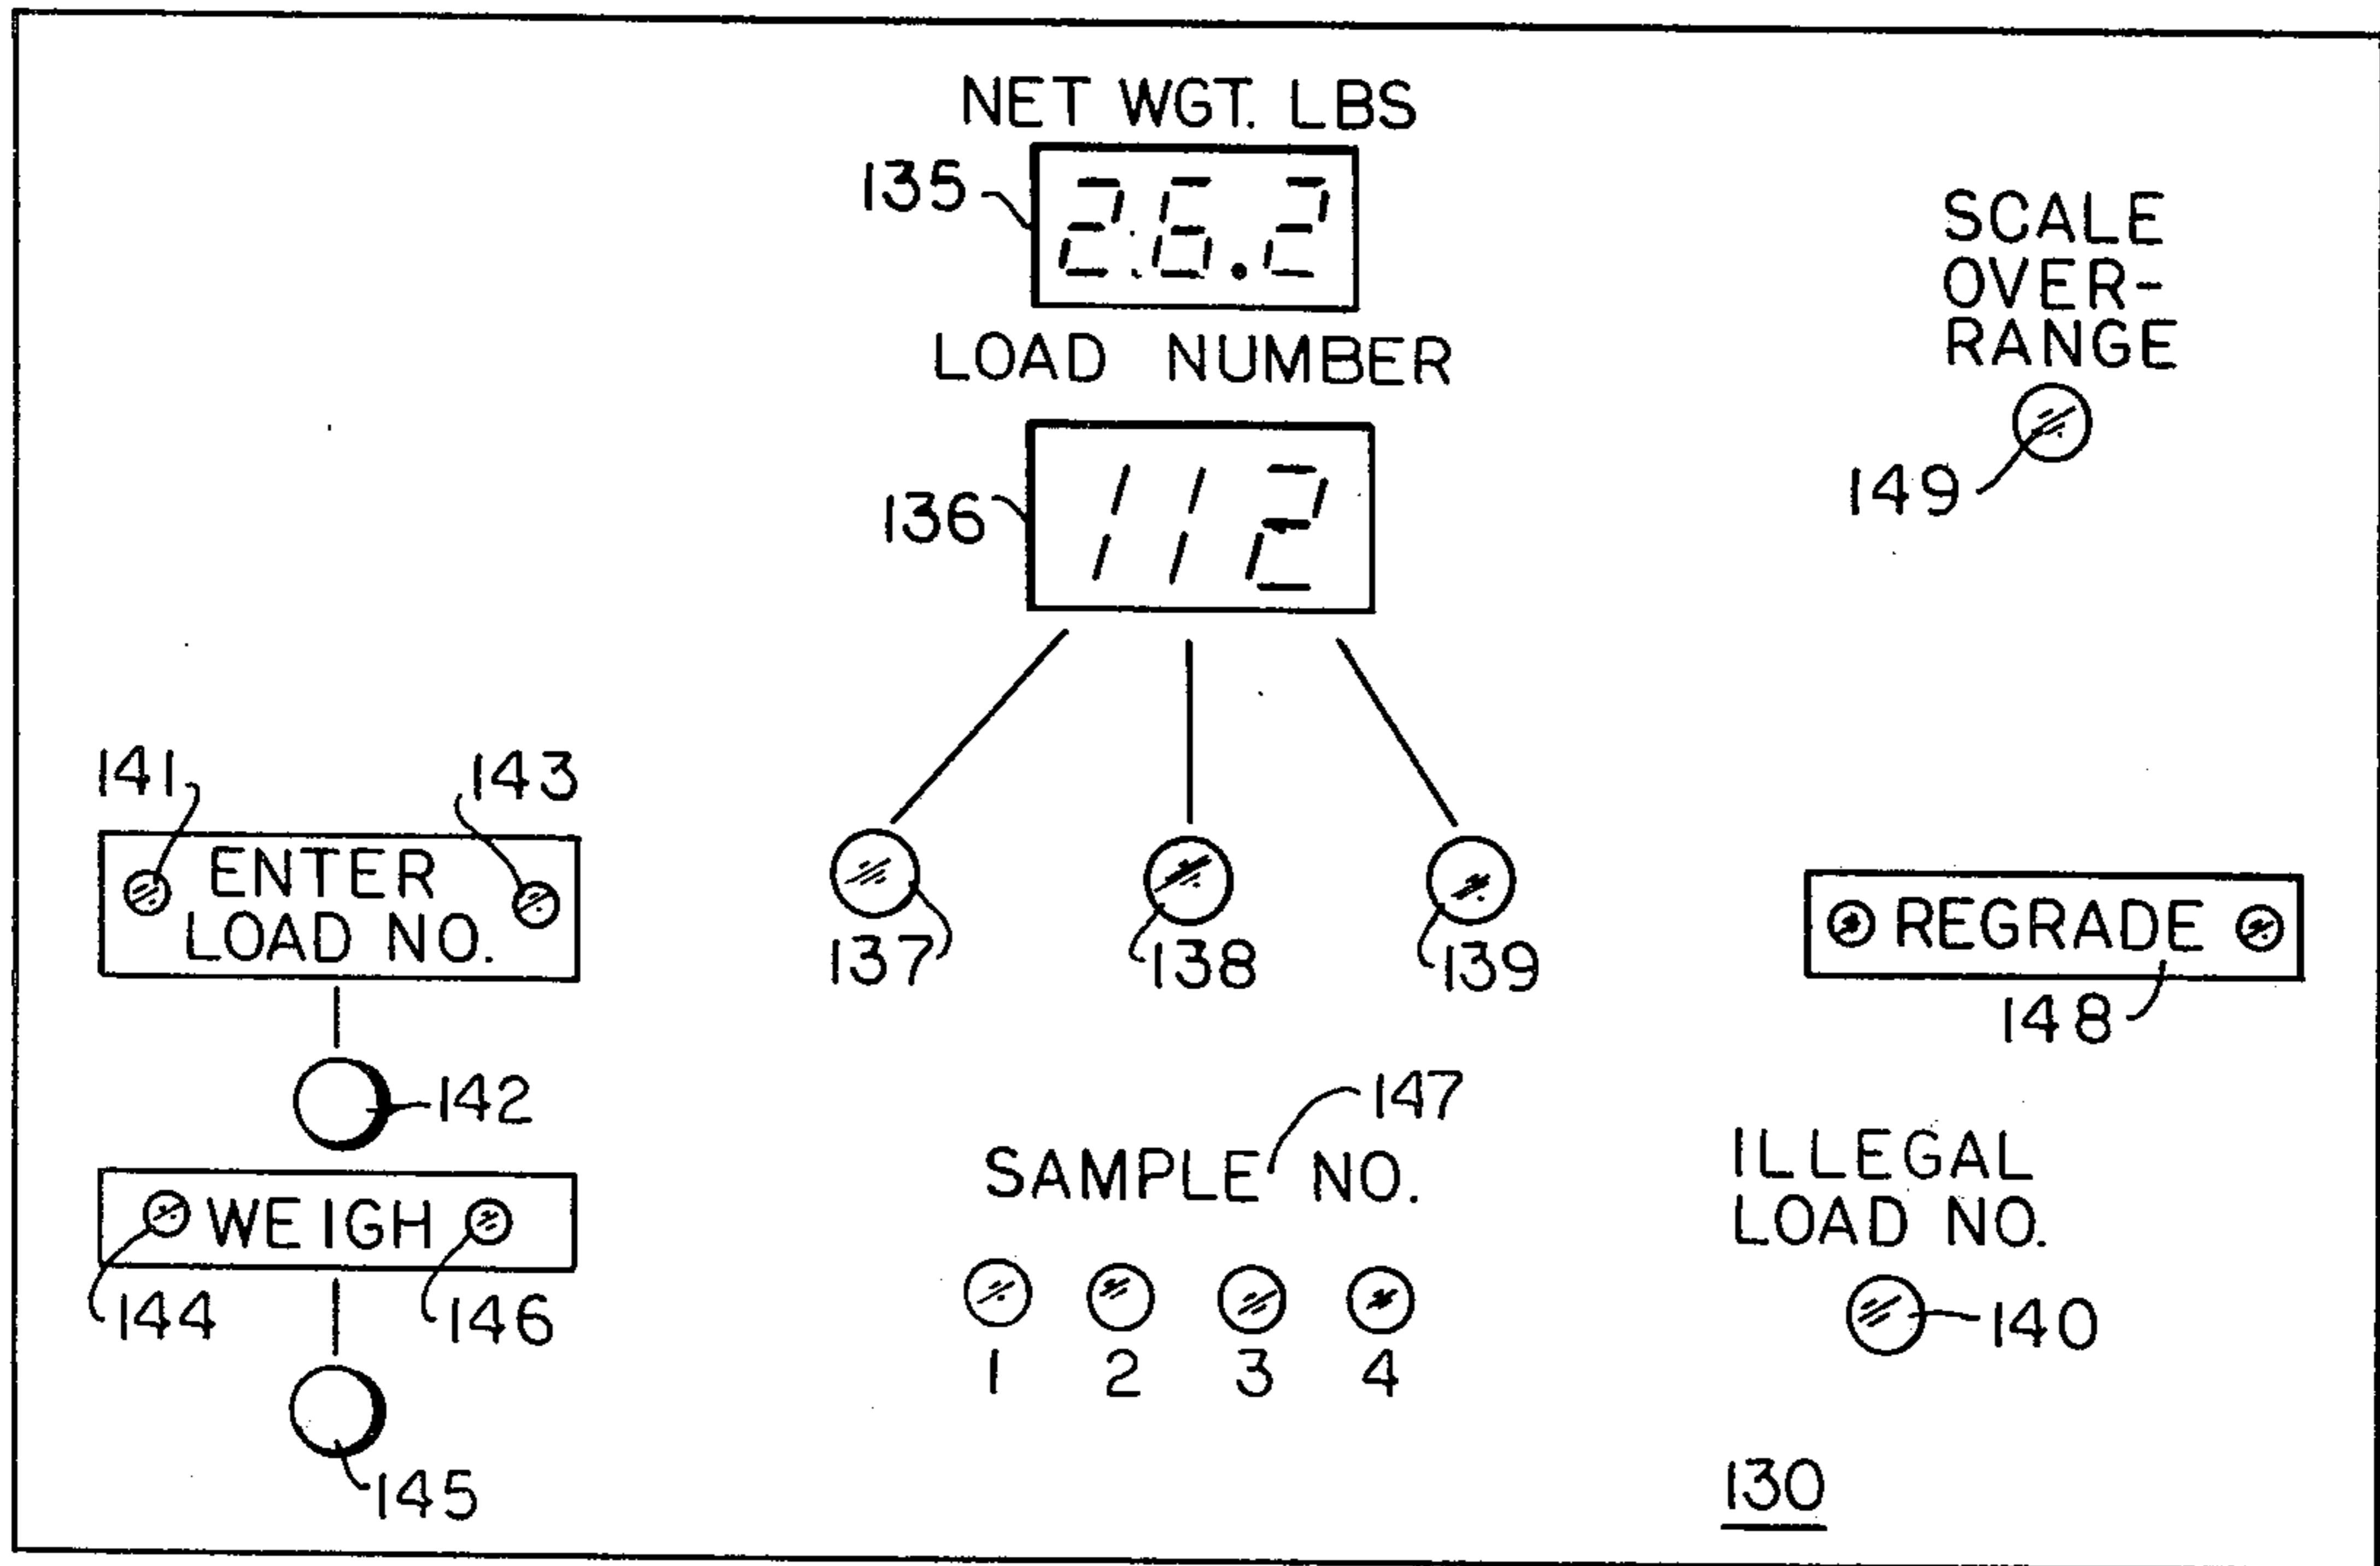 NET WGT. LBS
135
26.2
LOAD NUMBER
136
112
SCALE
OVER-
RANGE
149
141
143
ENTER
LOAD NO.
137
138
139
REGRADE
148
142
147
SAMPLE NO.
WEIGH
144
146
1 2 3 4
145
ILLEGAL
LOAD NO.
140
130